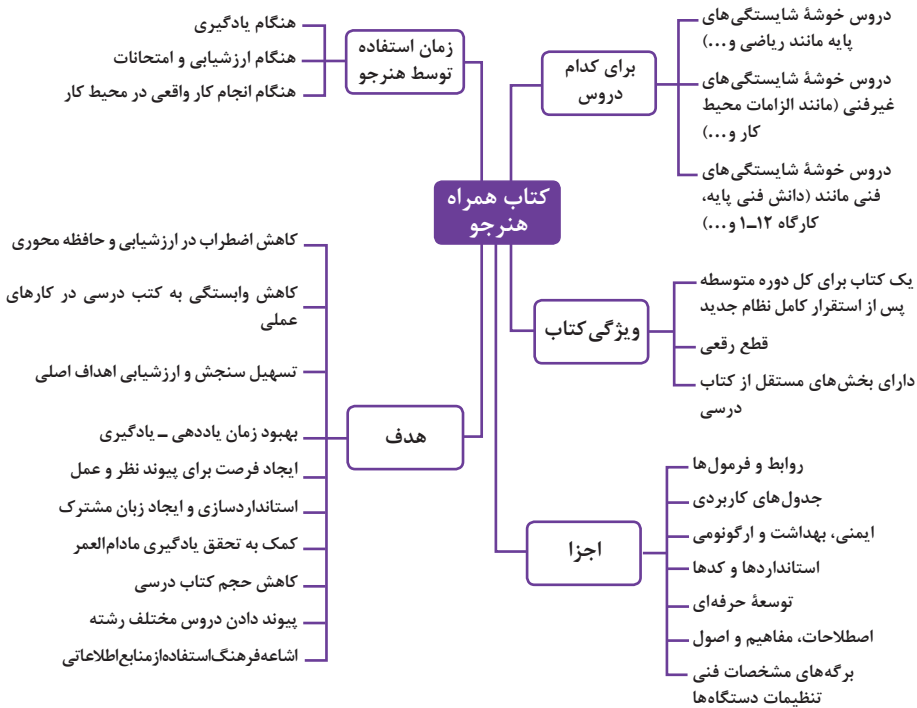 کتاب همراه
هنرجو
برای کدام
دروس
دروس خوشهٔ شایستگی‌های
پایه مانند ریاضی و...)
دروس خوشهٔ شایستگی‌های
غیرفنی (مانند الزامات محیط
کار و...)
دروس خوشهٔ شایستگی‌های
فنی مانند (دانش فنی پایه،
کارگاه ۱۲ــ۱ و...)
ویژگی کتاب
یک کتاب برای کل دوره متوسطه
پس از استقرار کامل نظام جدید
قطع رقعی
دارای بخش‌های مستقل از کتاب
درسی
اجزا
روابط و فرمول‌ها
جدول‌های کاربردی
ایمنی، بهداشت و ارگونومی
استانداردها و کدها
توسعهٔ حرفه‌ای
اصطلاحات، مفاهیم و اصول
برگه‌های مشخصات فنی
تنظیمات دستگاه‌ها
زمان استفاده
توسط هنرجو
هنگام یادگیری
هنگام ارزشیابی و امتحانات
هنگام انجام کار واقعی در محیط کار
هدف
کاهش اضطراب در ارزشیابی و حافظه محوری
کاهش وابستگی به کتب درسی در کارهای
عملی
تسهیل سنجش و ارزشیابی اهداف اصلی
بهبود زمان یاددهی ــ یادگیری
ایجاد فرصت برای پیوند نظر و عمل
استانداردسازی و ایجاد زبان مشترک
کمک به تحقق یادگیری مادام‌العمر
کاهش حجم کتاب درسی
پیوند دادن دروس مختلف رشته
اشاعه فرهنگ استفاده از منابع اطلاعاتی